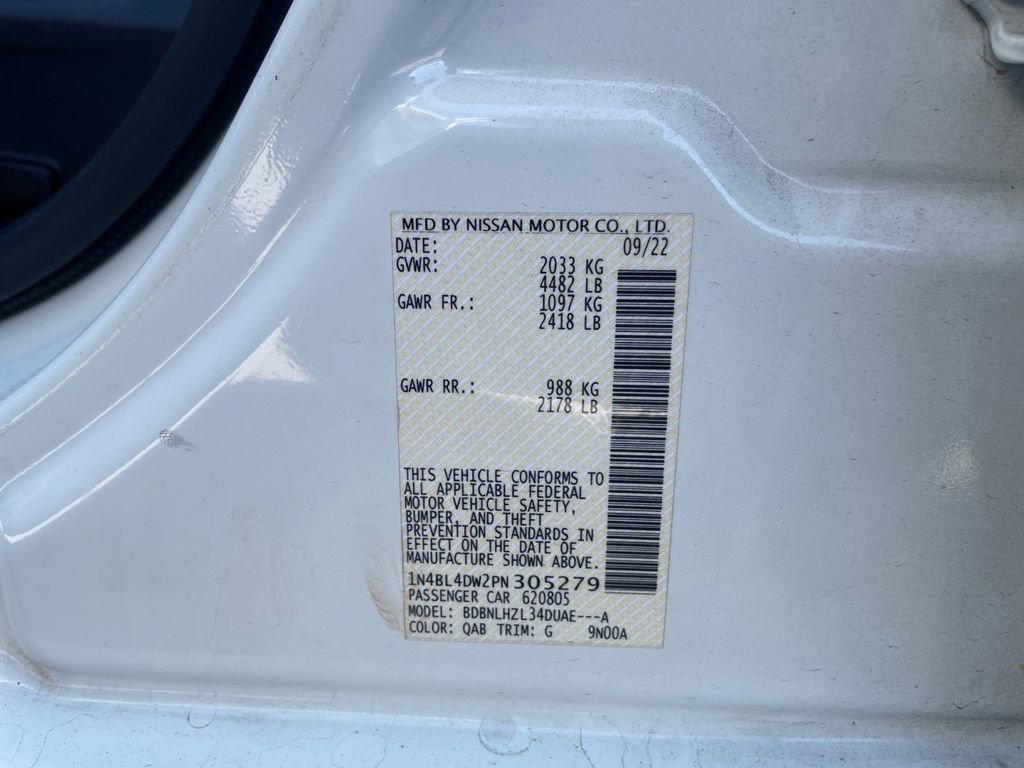 MFD BY NISSAN MOTOR CO., LTD.
DATE: 09/22
GVWR: 2033 KG
4482 LB
GAWR FR.: 1097 KG
2418 LB
GAWR RR.: 988 KG
2178 LB
THIS VEHICLE CONFORMS TO
ALL APPLICABLE FEDERAL
MOTOR VEHICLE SAFETY,
BUMPER, AND THEFT
PREVENTION STANDARDS IN
EFFECT ON THE DATE OF
MANUFACTURE SHOWN ABOVE.
1N4BL4DW2PN305279
PASSENGER CAR 620805
MODEL: BDBNLHZL34DUAE---A
COLOR: QAB TRIM: G 9N00A